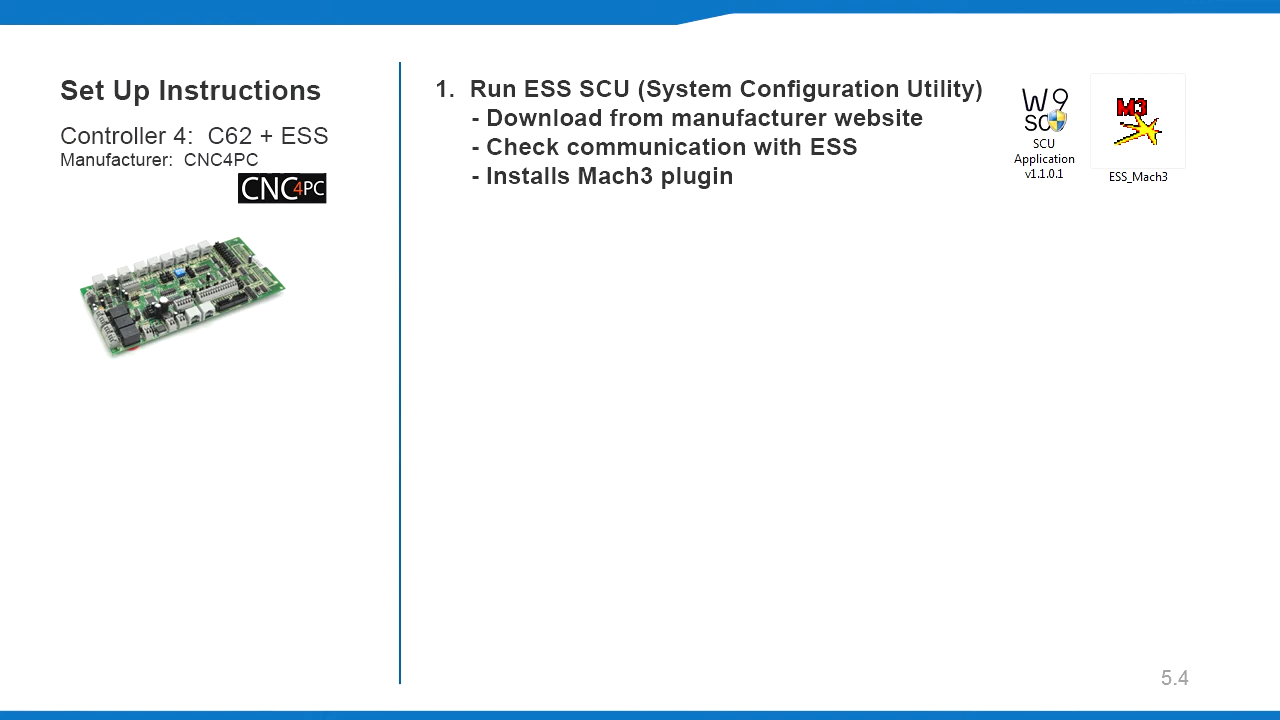 Set Up Instructions
Controller 4: C62 + ESS
Manufacturer: CNC4PC
CNC4PC
1. Run ESS SCU (System Configuration Utility)
- Download from manufacturer website
- Check communication with ESS
- Installs Mach3 plugin
W9
SCU
SCU
Application
v1.1.0.1
M3
ESS_Mach3
5.4